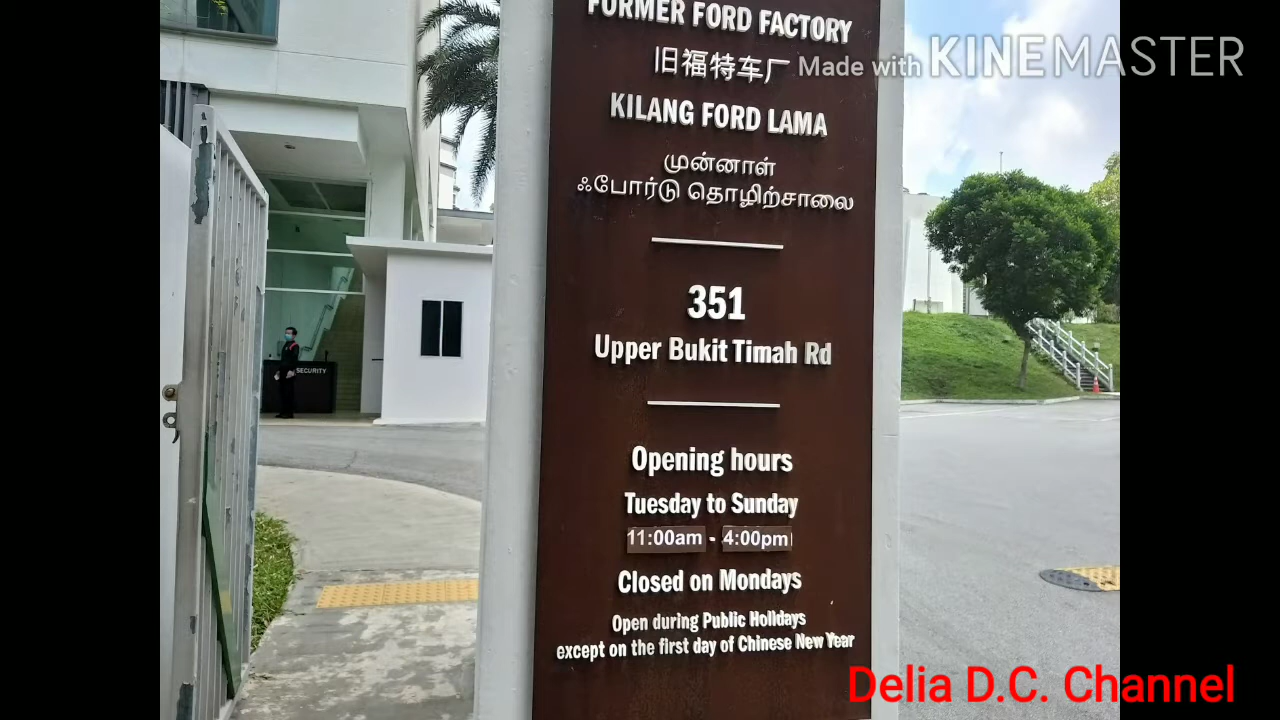 FORMER FORD FACTORY
旧福特车厂
Made with KINEMASTER
KILANG FORD LAMA
முன்னாள்
ஃபோர்டு தொழிற்சாலை
351
Upper Bukit Timah Rd
SECURITY
Opening hours
Tuesday to Sunday
11:00am - 4:00pm
Closed on Mondays
Open during Public Holidays
except on the first day of Chinese New Year
Delia D.C. Channel